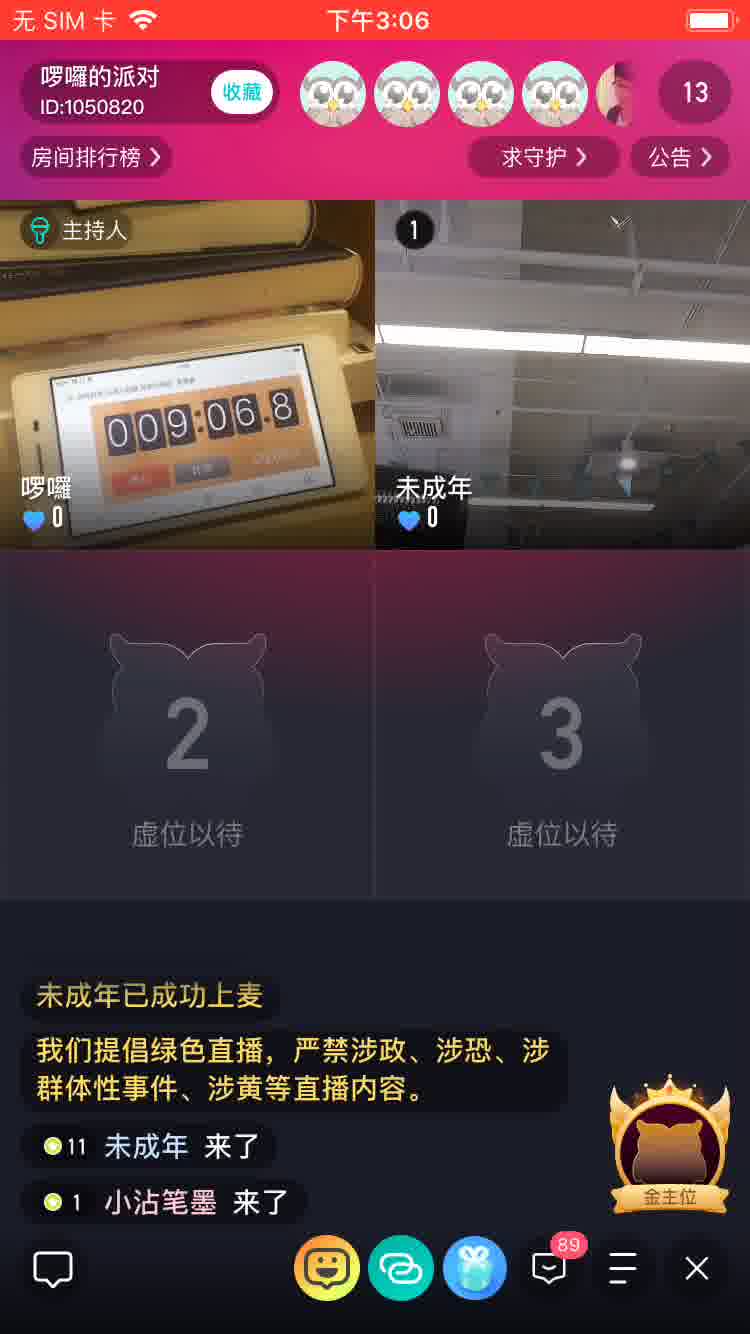 无 SIM 卡
下午3:06
啰囉的派对
ID:1050820
收藏
13
房间排行榜
求守护
公告
主持人
1
009:06.8
啰囉
0
未成年
0
2
3
虚位以待
虚位以待
未成年已成功上麦
我们提倡绿色直播，严禁涉政、涉恐、涉
群体性事件、涉黄等直播内容。
11 未成年 来了
1 小沾笔墨 来了
金主位
89